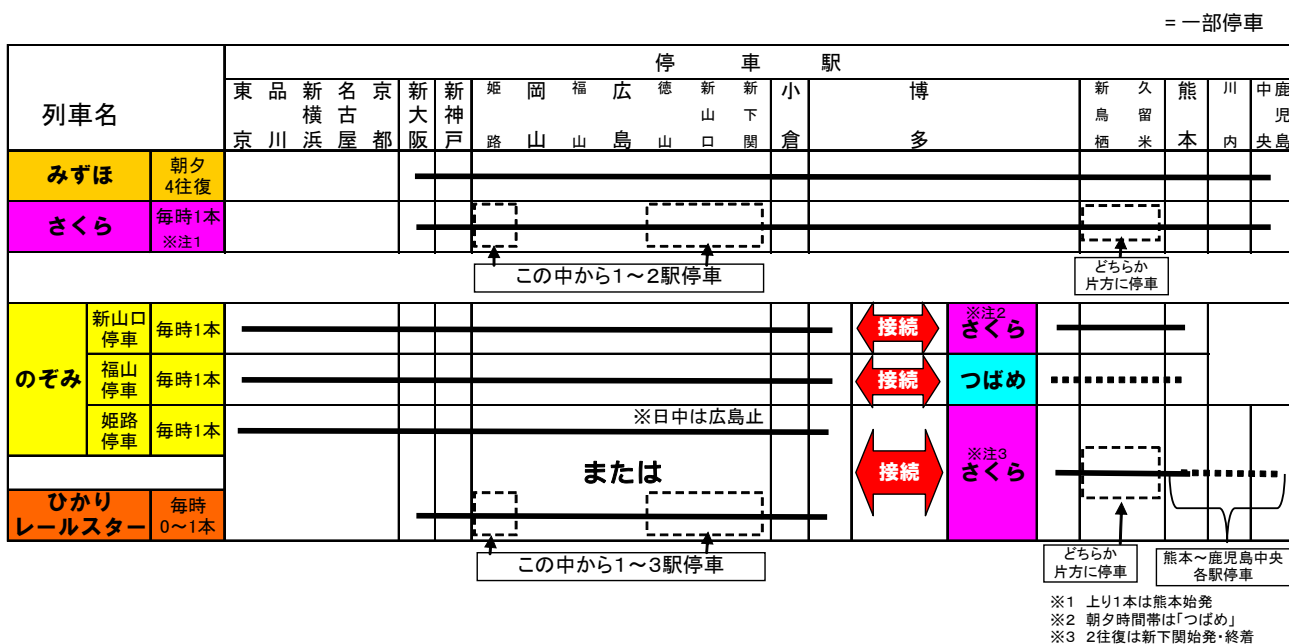 = 一部停車
列車名
停車駅
東京 品川 新横浜 名古屋 京都 新大阪 新神戸 姫路 岡山 福山 広島 徳山 新山口 新下関 小倉 博多 新鳥栖 久留米 熊本 川内 鹿児島中央
みずほ 朝夕
4往復
さくら 毎時1本
※注1
この中から1～2駅停車
どちらか
片方に停車
のぞみ
新山口
停車
毎時1本
接続
※注2
さくら
福山
停車
毎時1本
接続
つばめ
姫路
停車
毎時1本
※日中は広島止
または
接続
※注3
さくら
ひかり
レールスター
毎時
0～1本
この中から1～3駅停車
どちらか
片方に停車
熊本～鹿児島中央
各駅停車
※1 上り1本は熊本始発
※2 朝夕時間帯は「つばめ」
※3 2往復は新下関始発・終着